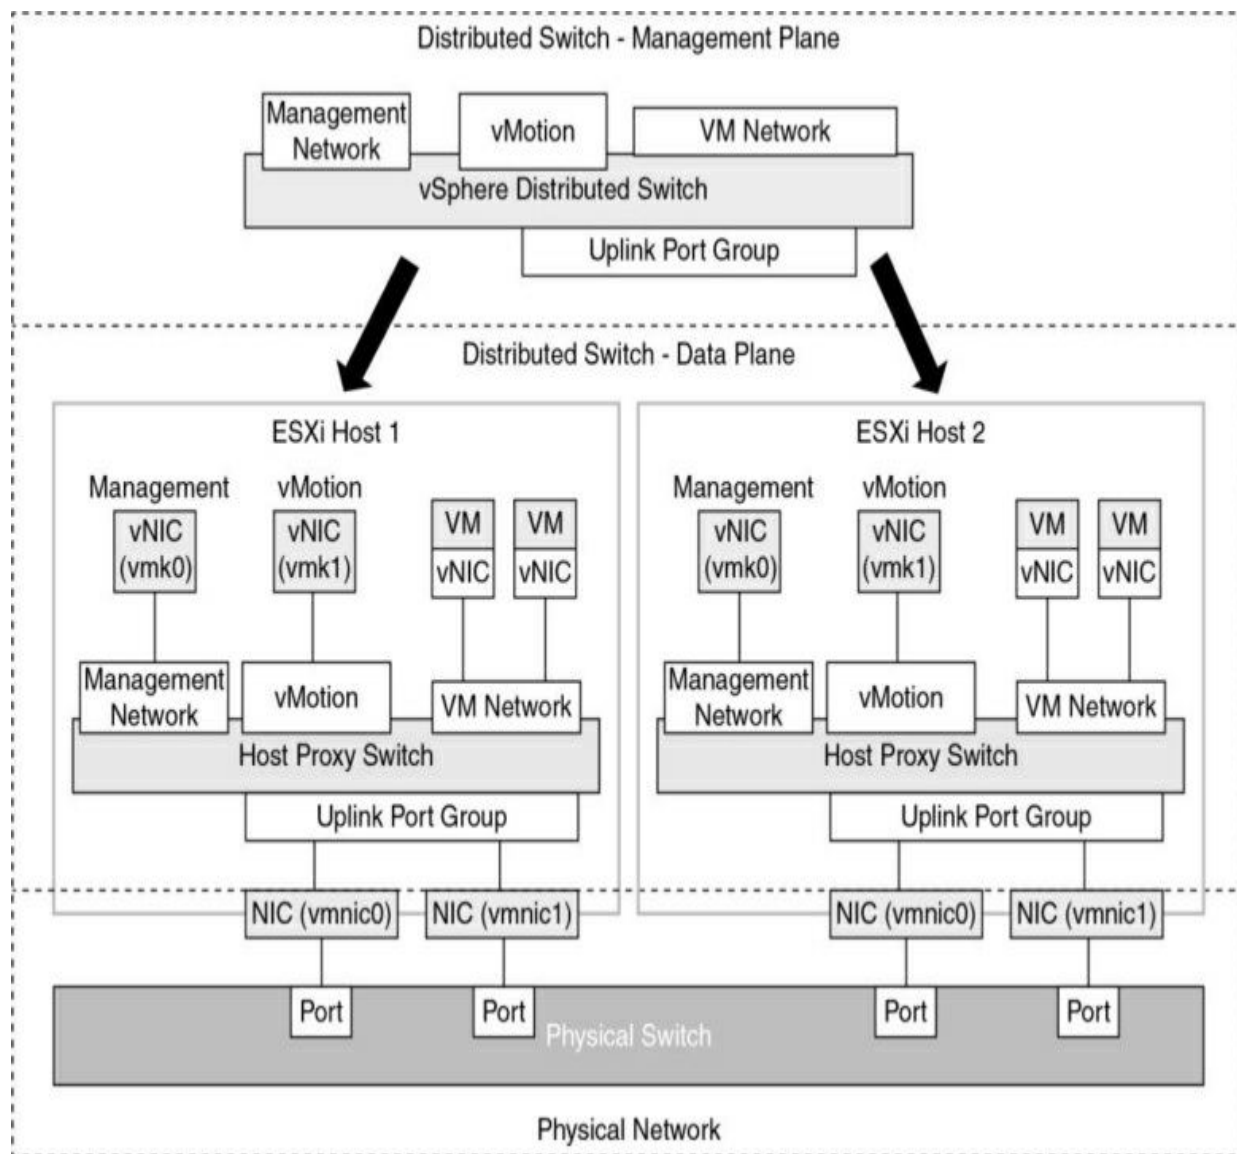 Distributed Switch - Management Plane
Management
Network
vMotion
VM Network
vSphere Distributed Switch
Uplink Port Group
Distributed Switch - Data Plane
ESXi Host 1
Management
vMotion
vNIC
(vmk0)
vNIC
(vmk1)
VM
VM
vNIC
vNIC
Management
Network
vMotion
VM Network
Host Proxy Switch
Uplink Port Group
NIC (vmnic0)
NIC (vmnic1)
ESXi Host 2
Management
vMotion
vNIC
(vmk0)
vNIC
(vmk1)
VM
VM
vNIC
vNIC
Management
Network
vMotion
VM Network
Host Proxy Switch
Uplink Port Group
NIC (vmnic0)
NIC (vmnic1)
Port
Port
Port
Port
Physical Switch
Physical Network